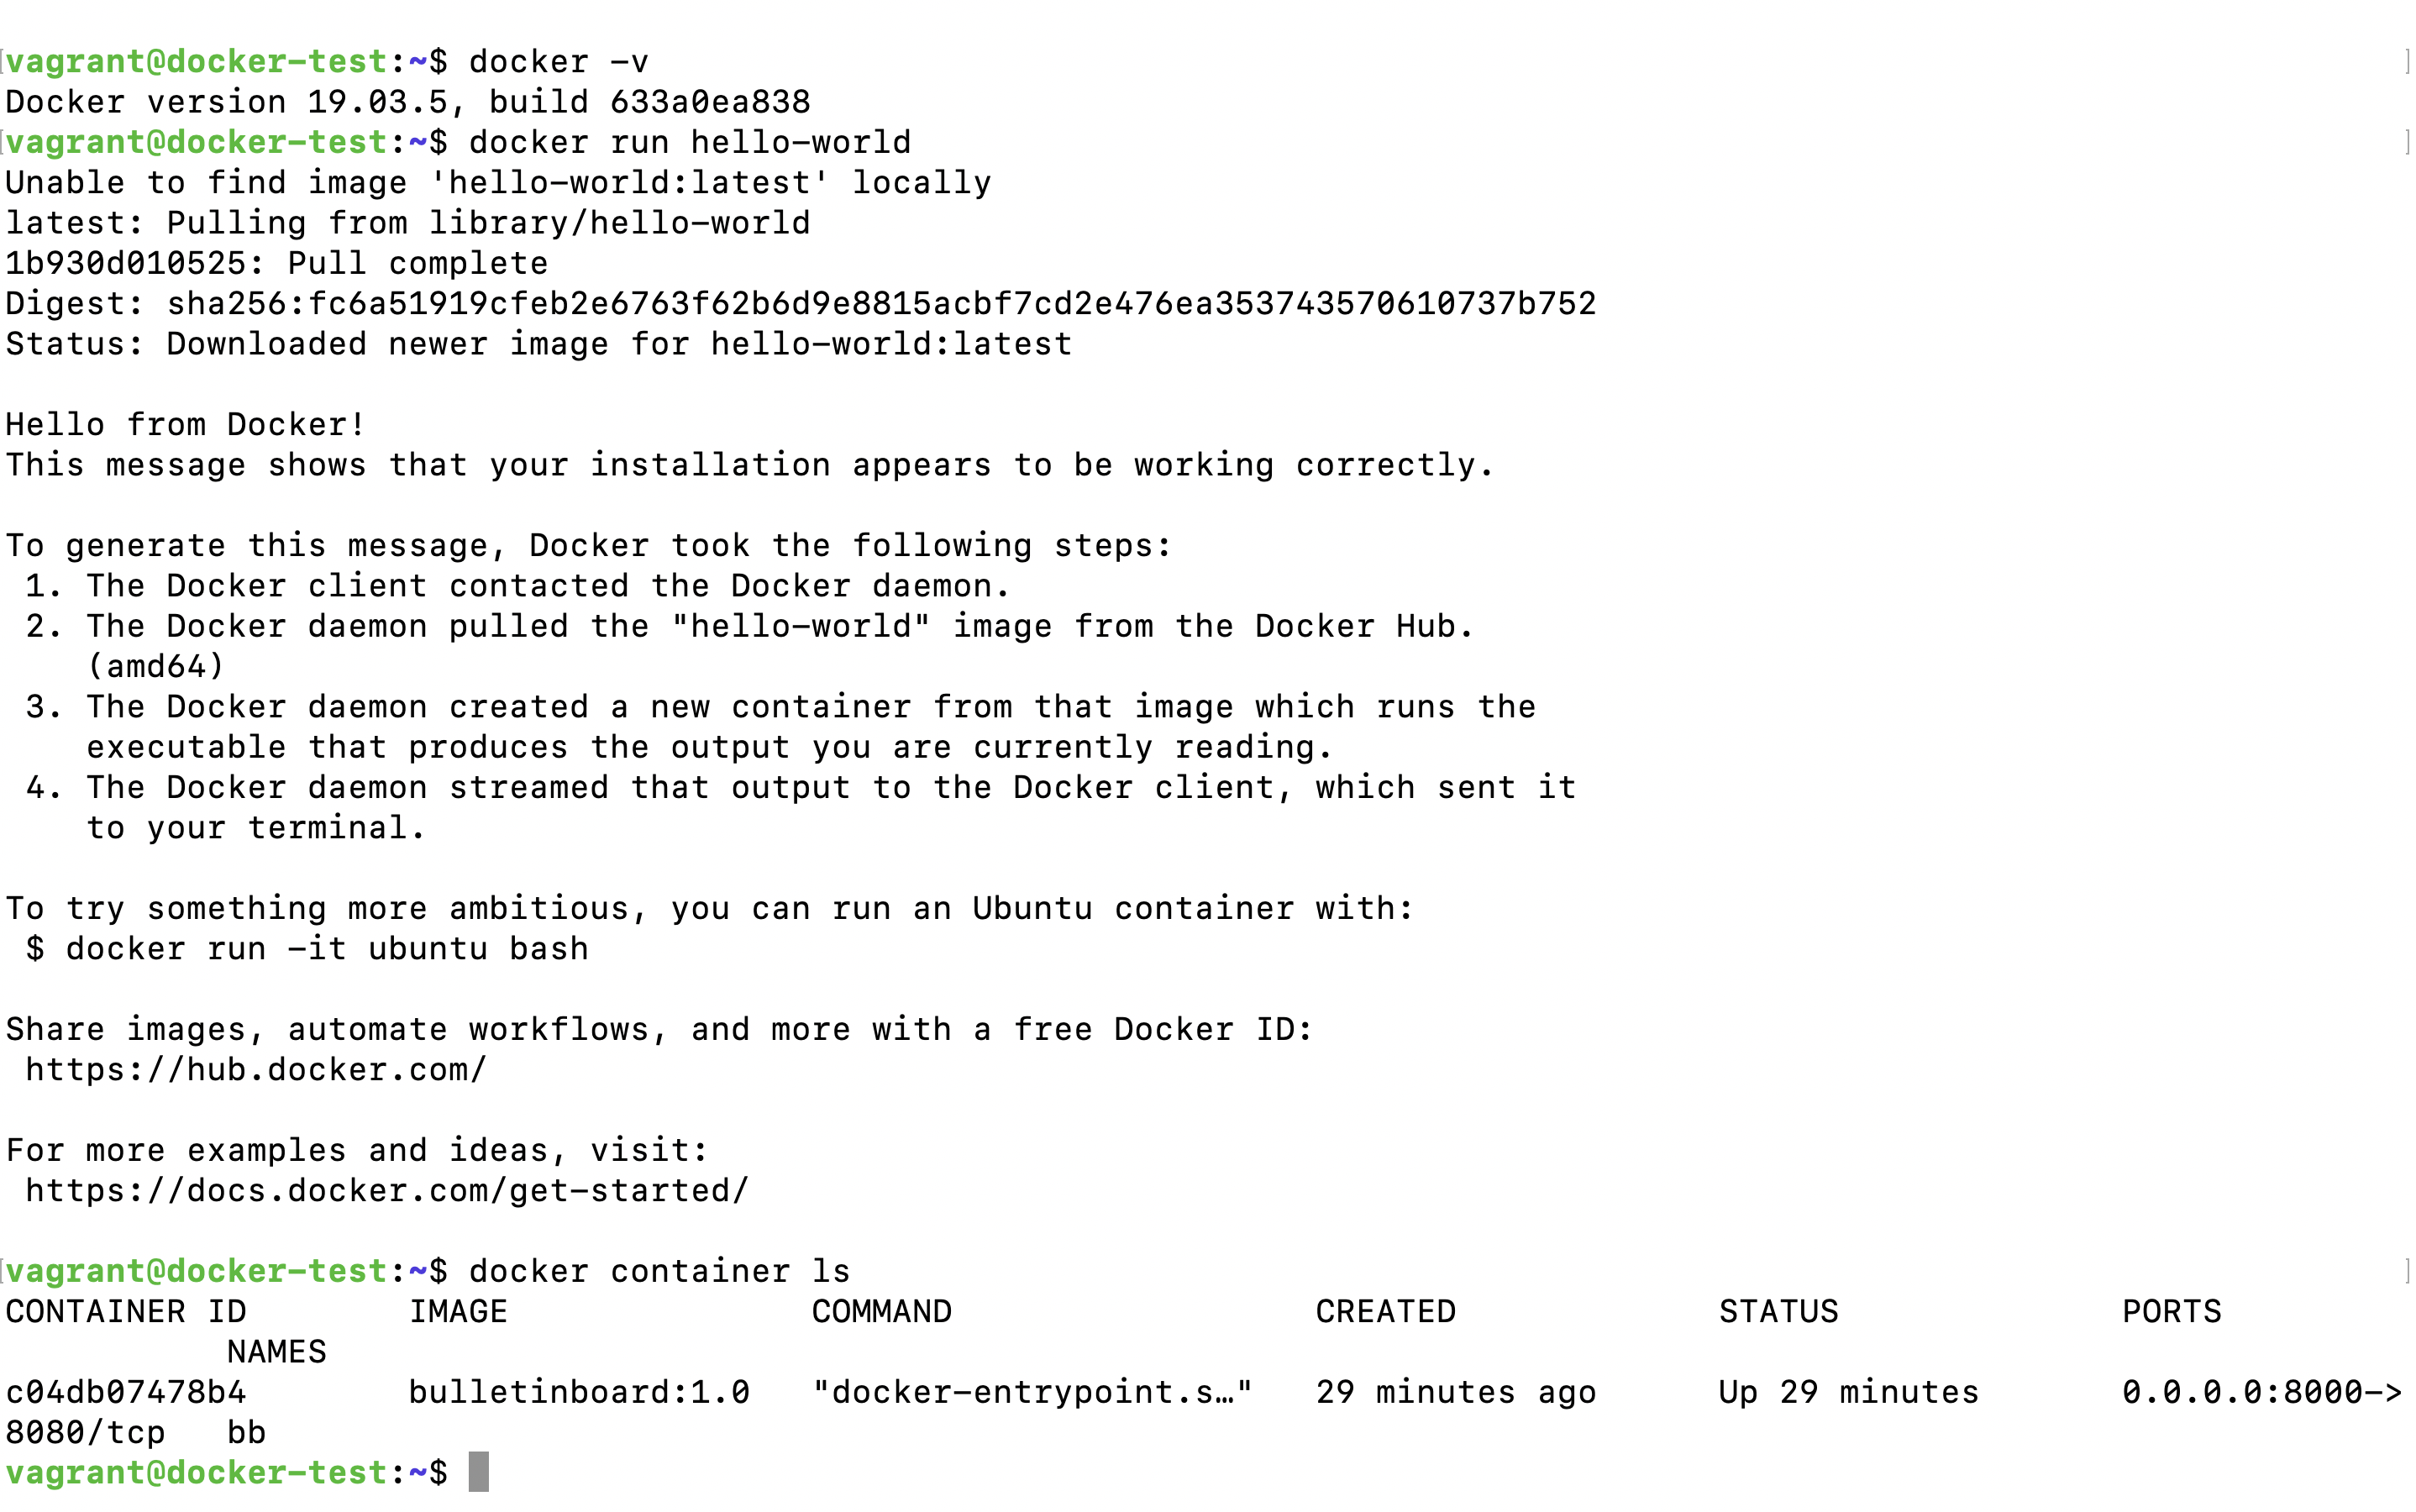 vagrant@docker-test:~$ docker -v
Docker version 19.03.5, build 633a0ea838
vagrant@docker-test:~$ docker run hello-world
Unable to find image 'hello-world:latest' locally
latest: Pulling from library/hello-world
1b930d010525: Pull complete
Digest: sha256:fc6a51919cfeb2e6763f62b6d9e8815acbf7cd2e476ea353743570610737b752
Status: Downloaded newer image for hello-world:latest

Hello from Docker!
This message shows that your installation appears to be working correctly.

To generate this message, Docker took the following steps:
 1. The Docker client contacted the Docker daemon.
 2. The Docker daemon pulled the "hello-world" image from the Docker Hub.
    (amd64)
 3. The Docker daemon created a new container from that image which runs the
    executable that produces the output you are currently reading.
 4. The Docker daemon streamed that output to the Docker client, which sent it
    to your terminal.

To try something more ambitious, you can run an Ubuntu container with:
 $ docker run -it ubuntu bash

Share images, automate workflows, and more with a free Docker ID:
 https://hub.docker.com/

For more examples and ideas, visit:
 https://docs.docker.com/get-started/

vagrant@docker-test:~$ docker container ls
CONTAINER ID        IMAGE               COMMAND                  CREATED             STATUS              PORTS
           NAMES
c04db07478b4        bulletinboard:1.0   "docker-entrypoint.s…"   29 minutes ago      Up 29 minutes       0.0.0.0:8000->
8080/tcp   bb
vagrant@docker-test:~$